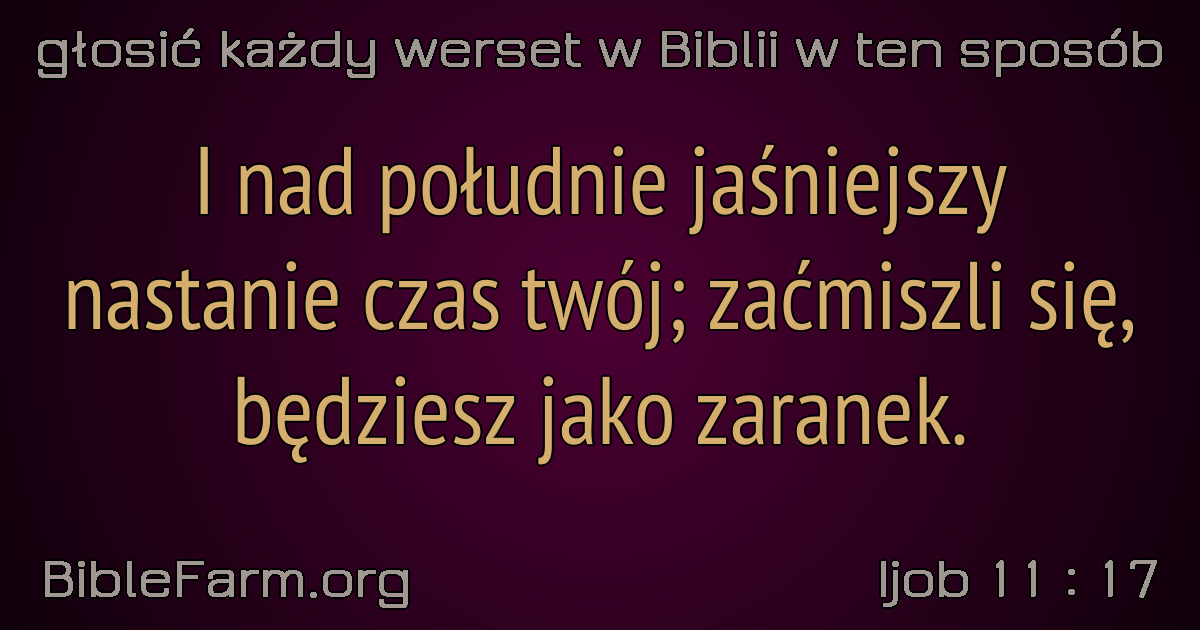 głosić każdy werset w Biblii w ten sposób
I nad południe jaśniejszy
nastanie czas twój; zaćmiszli się,
będziesz jako zaranek.
BibleFarm.org
Ijob 11 : 17